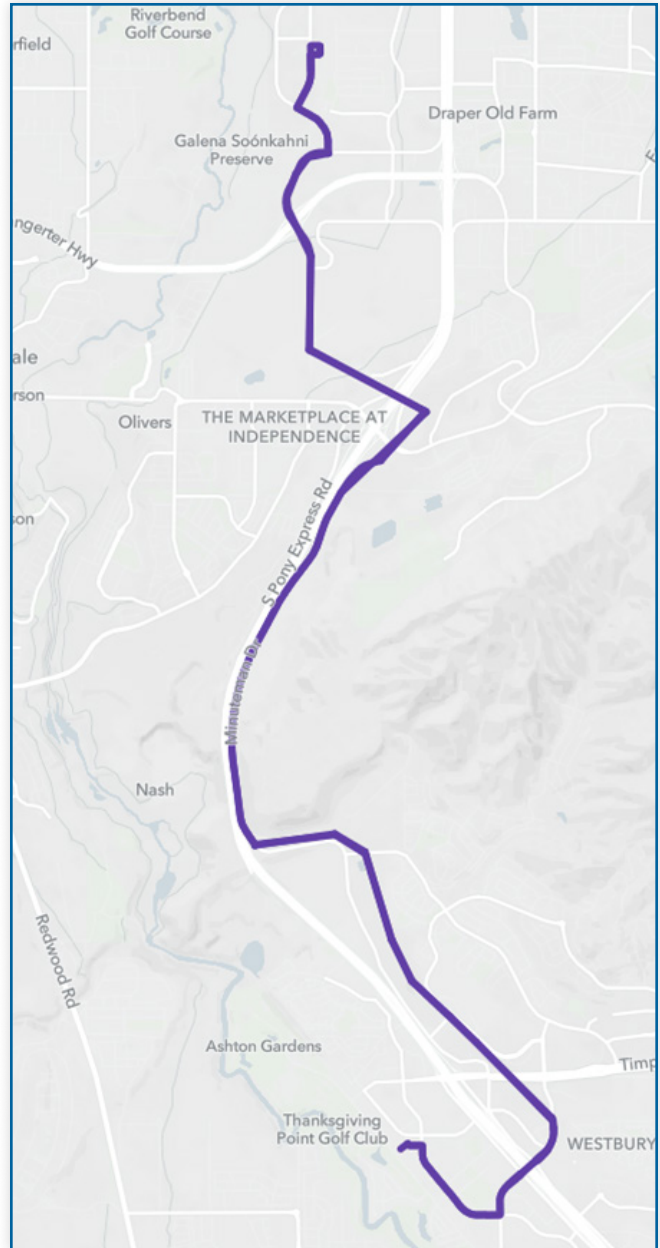 Riverbend
Golf Course
rfield
Draper Old Farm
Galena Soónkahni
Preserve
ngerter Hwy
ale
rson
Olivers
THE MARKETPLACE AT
INDEPENDENCE
son
S Pony Express Rd
Minuteman Dr
Nash
Redwood Rd
Ashton Gardens
Timp
Thanksgiving
Point Golf Club
WESTBURY